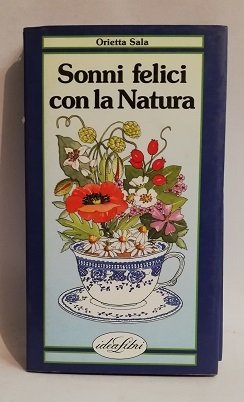 Orietta Sala
Sonni felici
con la Natura
idealibri